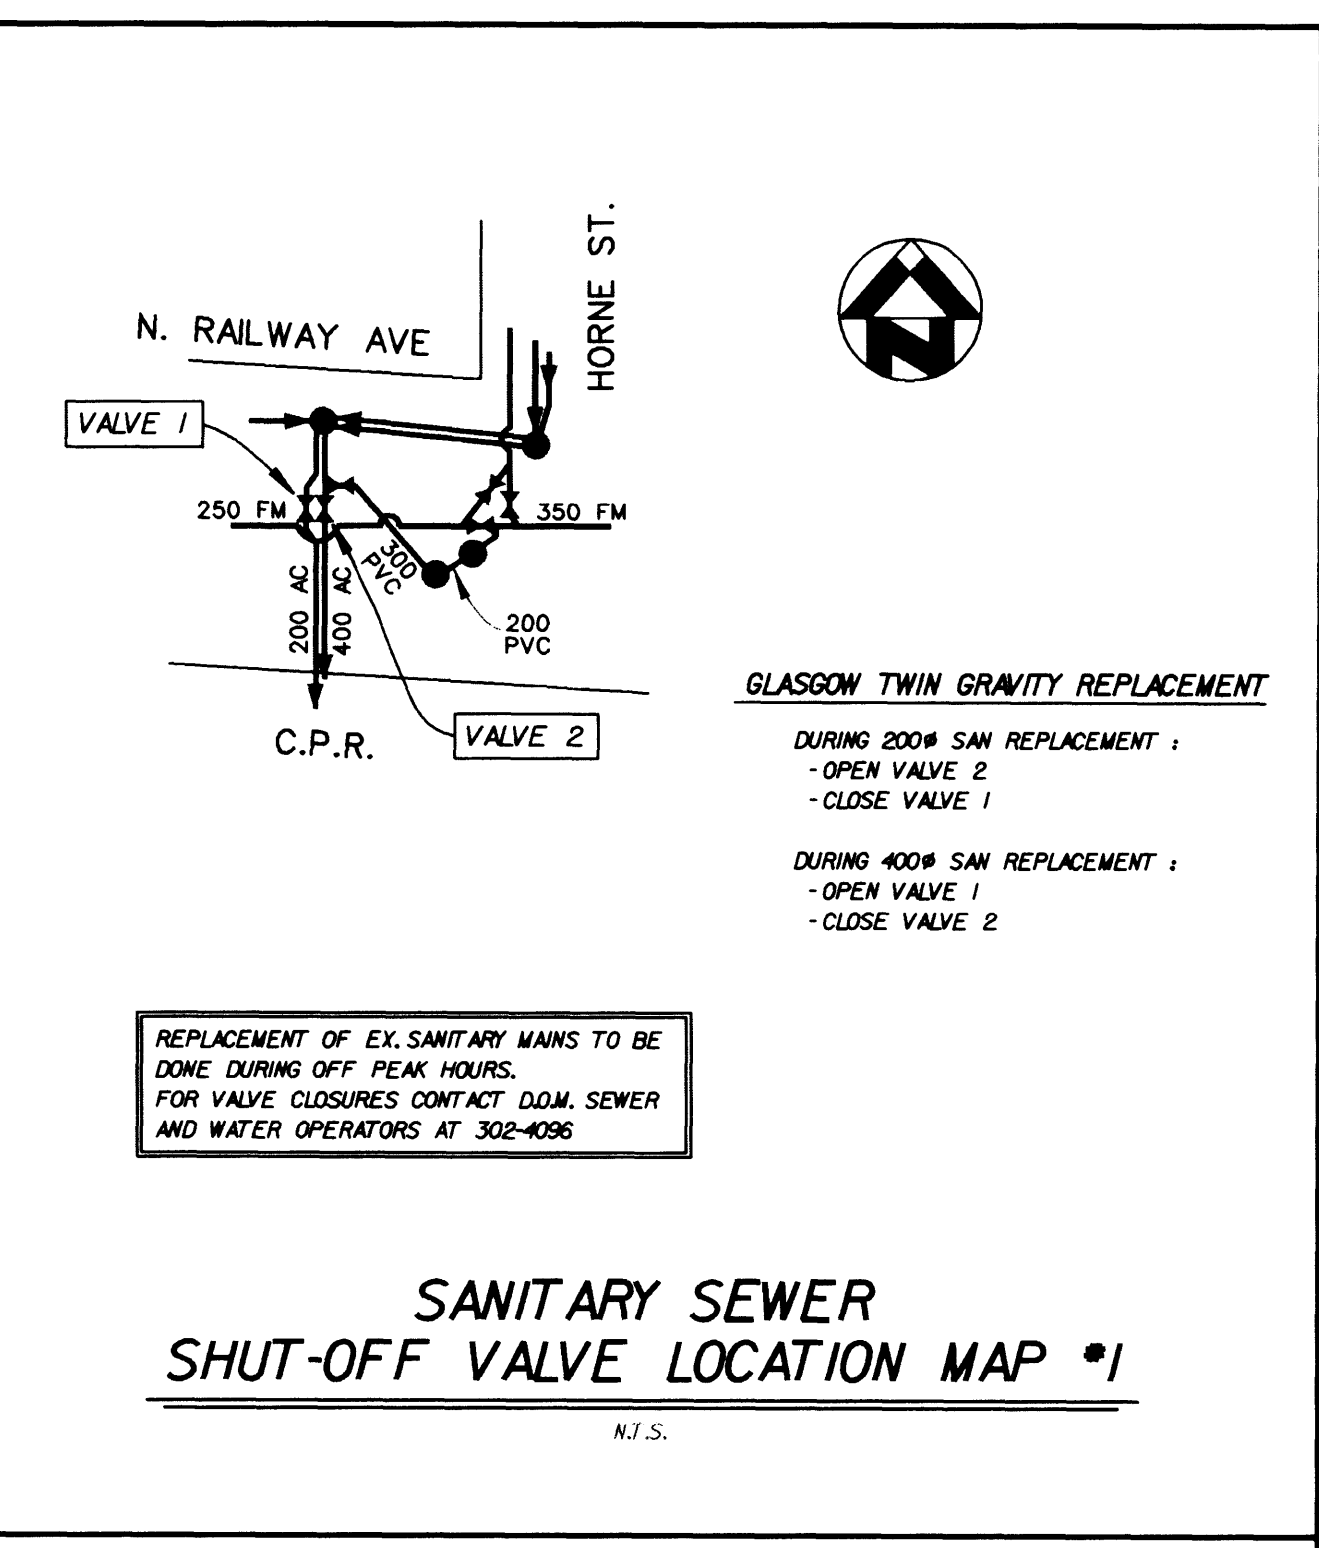 HORNE ST.
N. RAILWAY AVE
VALVE 1
250 FM
350 FM
300
PVC
200 AC
400 AC
200
PVC
C.P.R.
VALVE 2
N
GLASGOW TWIN GRAVITY REPLACEMENT
DURING 200ø SAN REPLACEMENT :
- OPEN VALVE 2
- CLOSE VALVE 1
DURING 400ø SAN REPLACEMENT :
- OPEN VALVE 1
- CLOSE VALVE 2
REPLACEMENT OF EX. SANITARY MAINS TO BE
DONE DURING OFF PEAK HOURS.
FOR VALVE CLOSURES CONTACT D.O.M. SEWER
AND WATER OPERATORS AT 302-4096
SANITARY SEWER
SHUT-OFF VALVE LOCATION MAP #1
N.T.S.